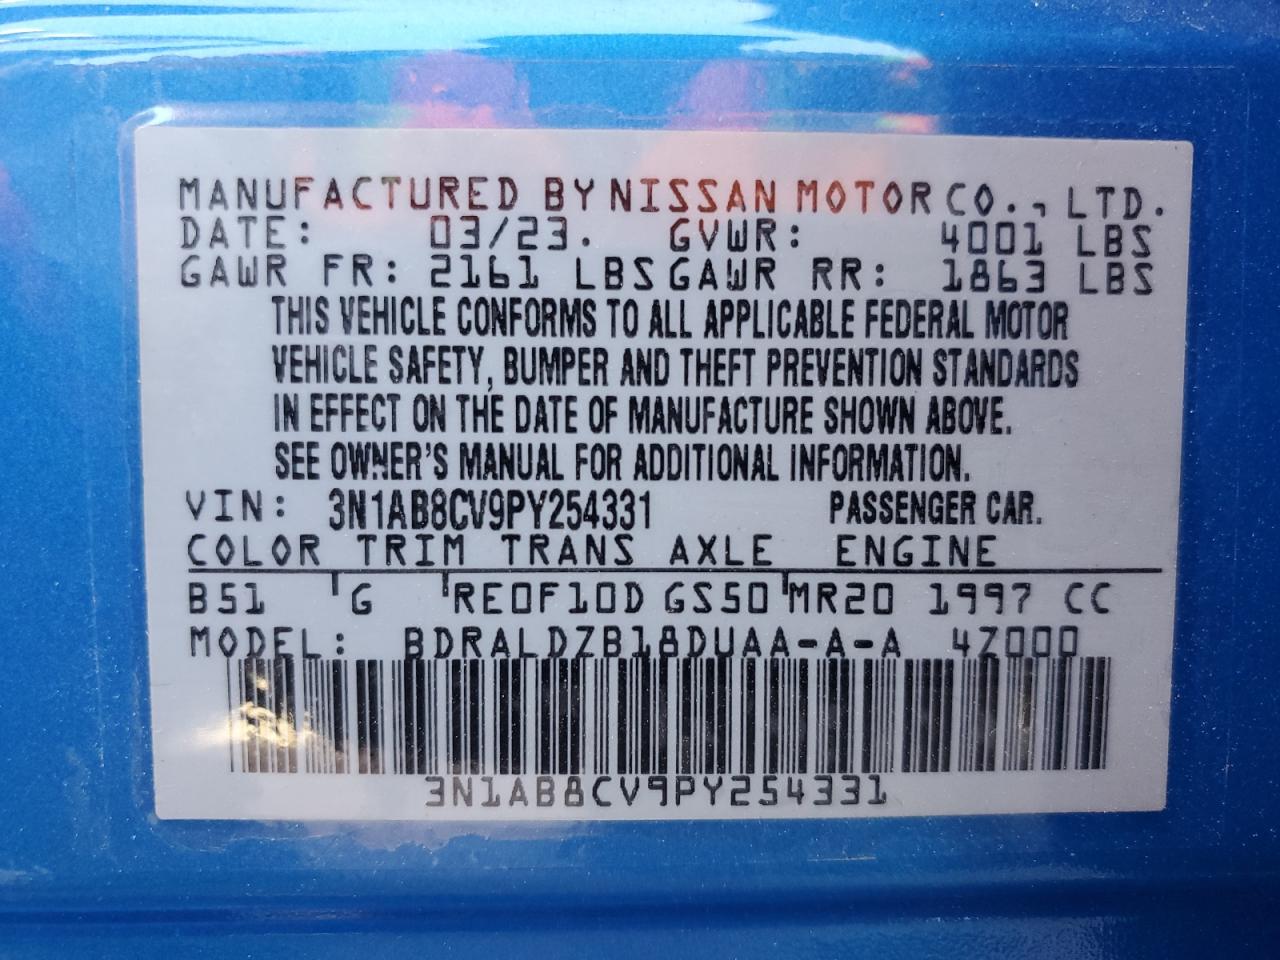 MANUFACTURED BY NISSAN MOTOR CO., LTD.
DATE: 03/23. GVWR: 4001 LBS
GAWR FR: 2161 LBS GAWR RR: 1863 LBS
THIS VEHICLE CONFORMS TO ALL APPLICABLE FEDERAL MOTOR
VEHICLE SAFETY, BUMPER AND THEFT PREVENTION STANDARDS
IN EFFECT ON THE DATE OF MANUFACTURE SHOWN ABOVE.
SEE OWNER'S MANUAL FOR ADDITIONAL INFORMATION.
VIN: 3N1AB8CV9PY254331 PASSENGER CAR.
COLOR TRIM TRANS AXLE ENGINE
B51 G RE0F10D GS50 MR20 1997 CC
MODEL: BDRALDZB18DUAA-A-A 4Z000
3N1AB8CV9PY254331